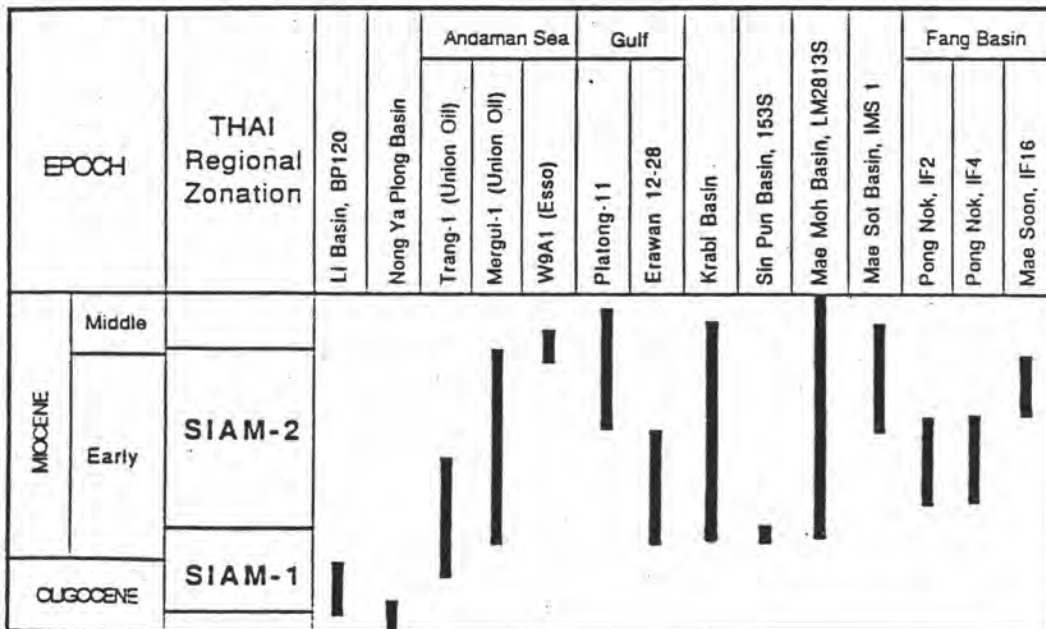 EPOCH
THAI
Regional
Zonation
Li Basin, BP120
Nong Ya Plong Basin
Andaman Sea
Trang-1 (Union Oil)
Mergui-1 (Union Oil)
W9A1 (Esso)
Gulf
Platong-11
Erawan 12-28
Krabi Basin
Sin Pun Basin, 153S
Mae Moh Basin, LM2813S
Mae Sot Basin, IMS 1
Fang Basin
Pong Nok, IF2
Pong Nok, IF4
Mae Soon, IF16
MIOCENE
Middle
Early
SIAM-2
OLIGOCENE
SIAM-1